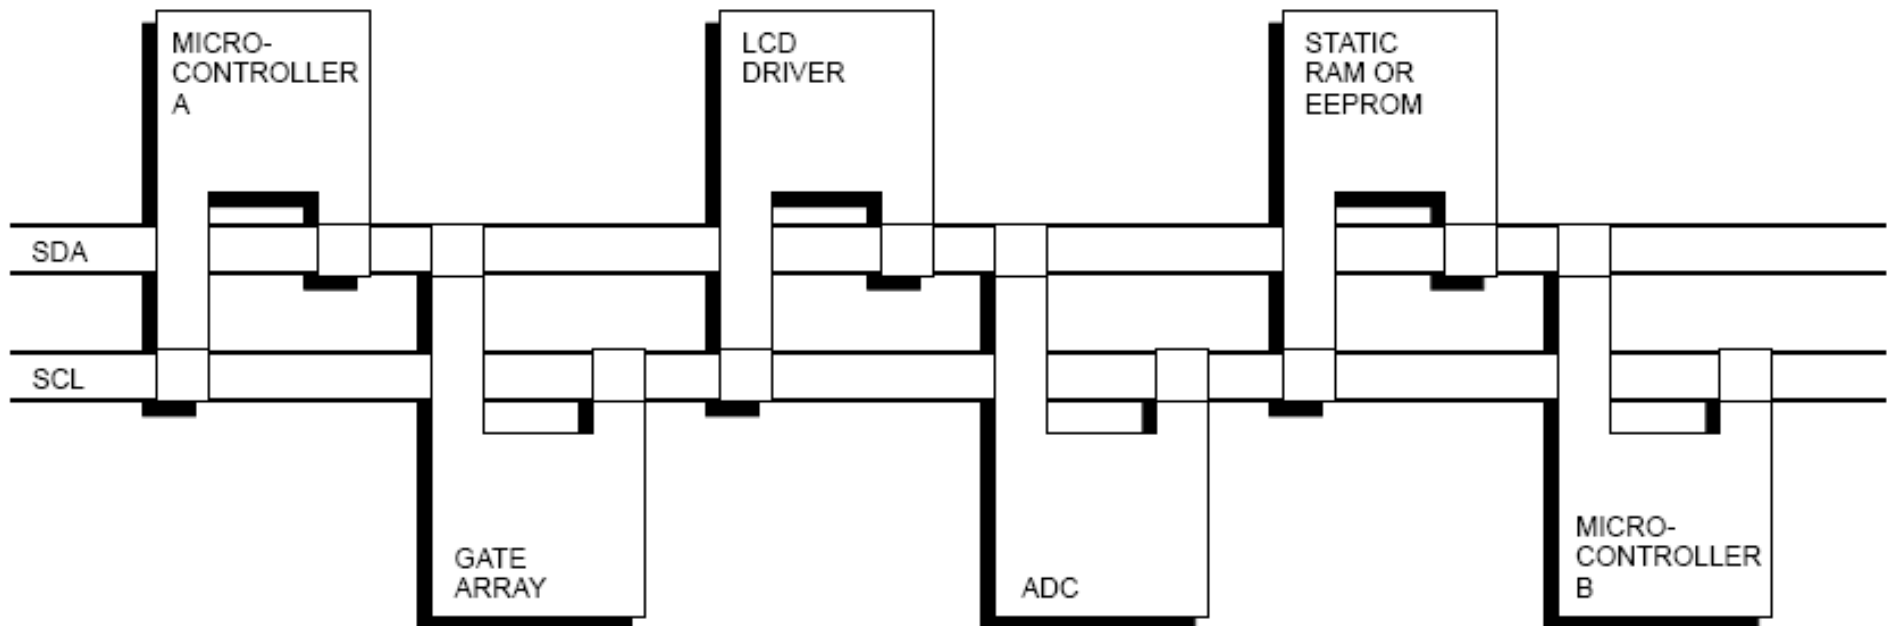 MICRO-
CONTROLLER
A
LCD
DRIVER
STATIC
RAM OR
EEPROM
SDA
SCL
GATE
ARRAY
ADC
MICRO-
CONTROLLER
B